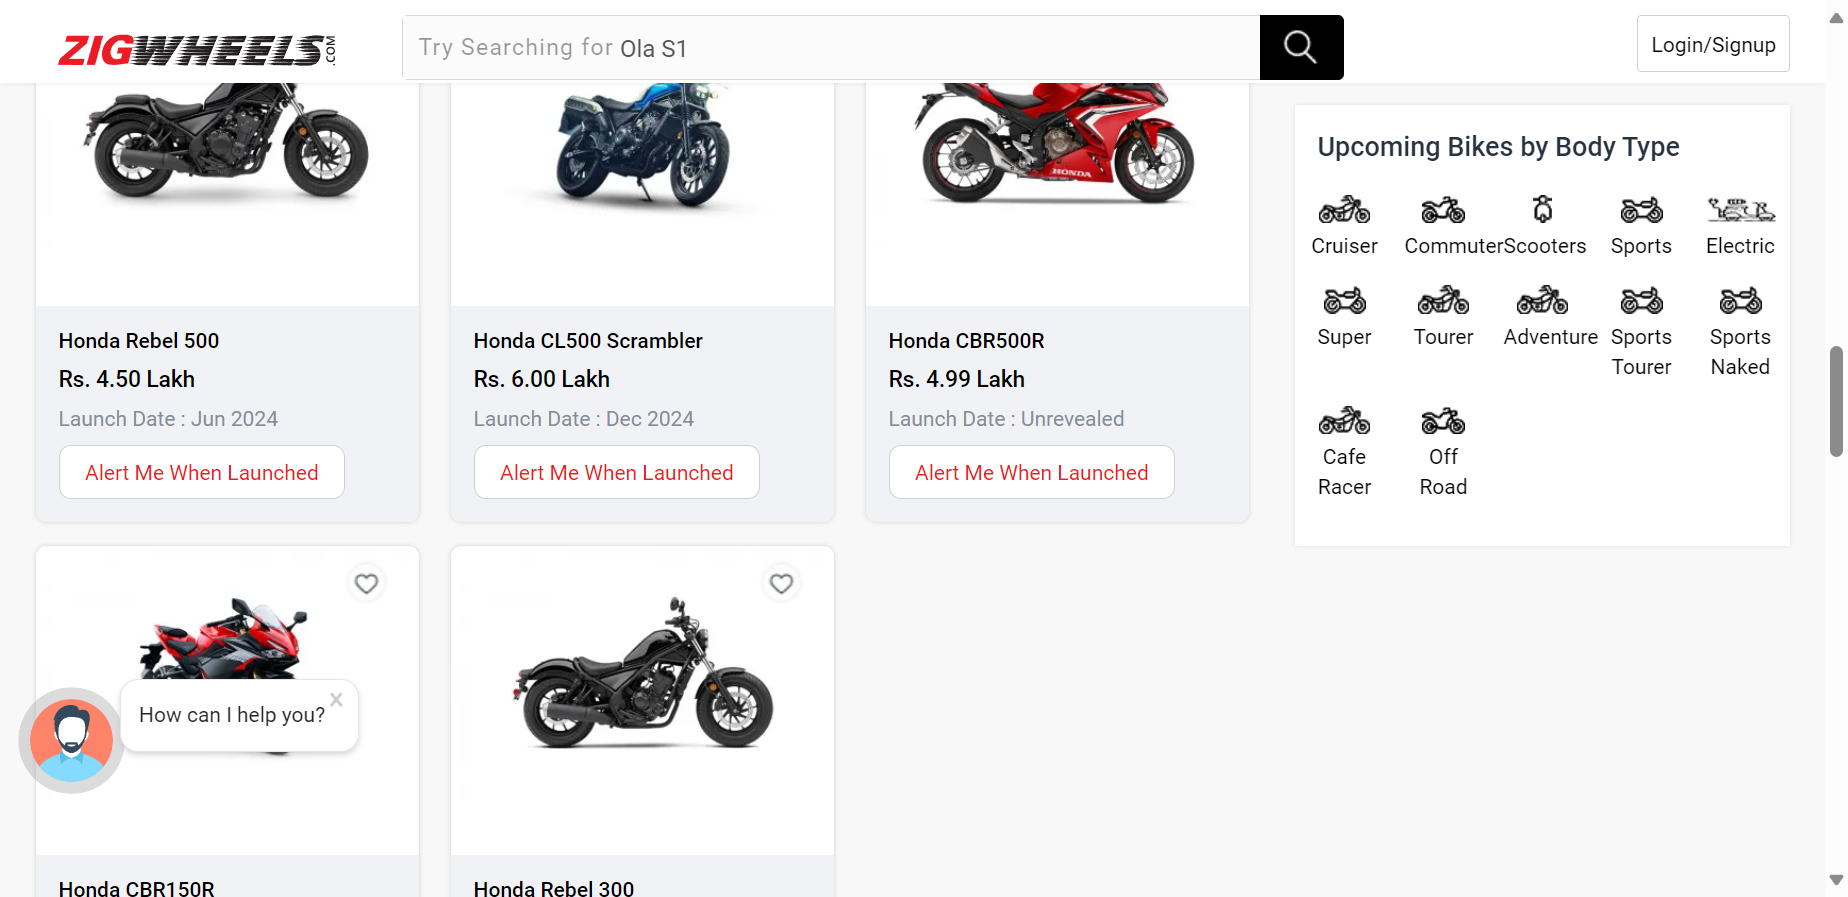 ZIGWHEELS.COM
Try Searching for Ola S1
Login/Signup
HONDA
Honda Rebel 500
Rs. 4.50 Lakh
Launch Date : Jun 2024
Alert Me When Launched
Honda CL500 Scrambler
Rs. 6.00 Lakh
Launch Date : Dec 2024
Alert Me When Launched
Honda CBR500R
Rs. 4.99 Lakh
Launch Date : Unrevealed
Alert Me When Launched
Upcoming Bikes by Body Type
Cruiser
Commuter
Scooters
Sports
Electric
Super
Tourer
Adventure
Sports
Tourer
Sports
Naked
Cafe
Racer
Off
Road
How can I help you?
Honda CBR150R
Honda Rebel 300